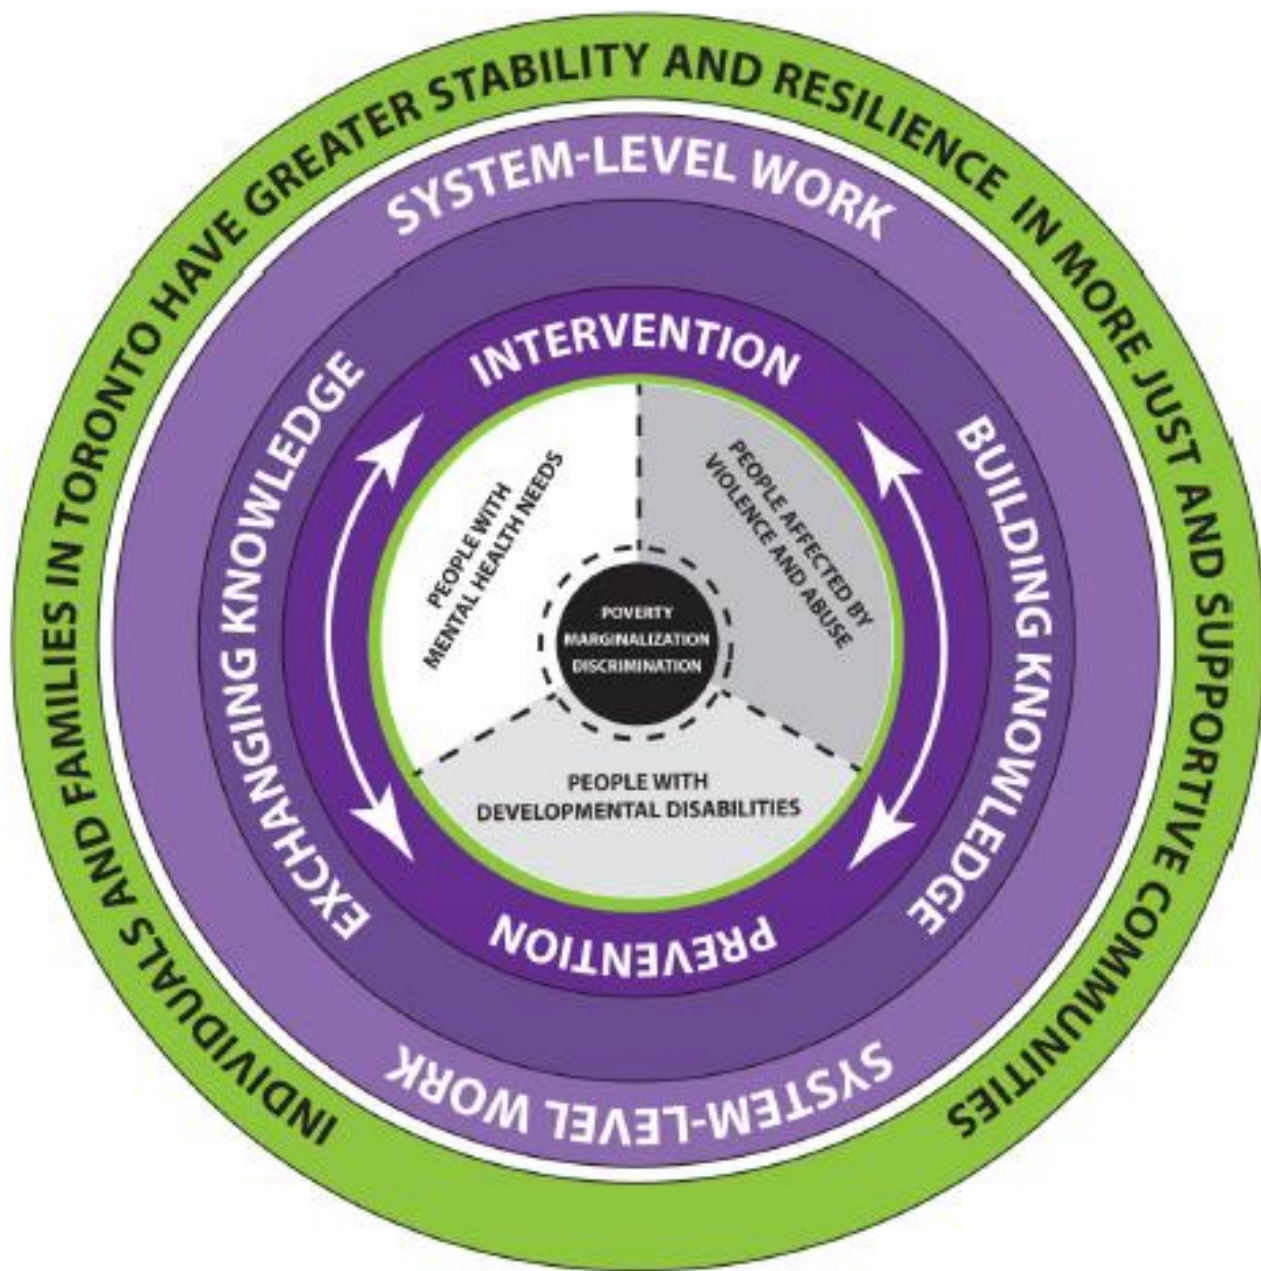 INDIVIDUALS AND FAMILIES IN TORONTO HAVE GREATER STABILITY AND RESILIENCE IN MORE JUST AND SUPPORTIVE COMMUNITIES
SYSTEM-LEVEL WORK
EXCHANGING KNOWLEDGE
BUILDING KNOWLEDGE
INTERVENTION
PEOPLE WITH
MENTAL HEALTH NEEDS
PEOPLE AFFECTED BY
VIOLENCE AND ABUSE
POVERTY
MARGINALIZATION
DISCRIMINATION
PEOPLE WITH
DEVELOPMENTAL DISABILITIES
PREVENTION
SYSTEM-LEVEL WORK